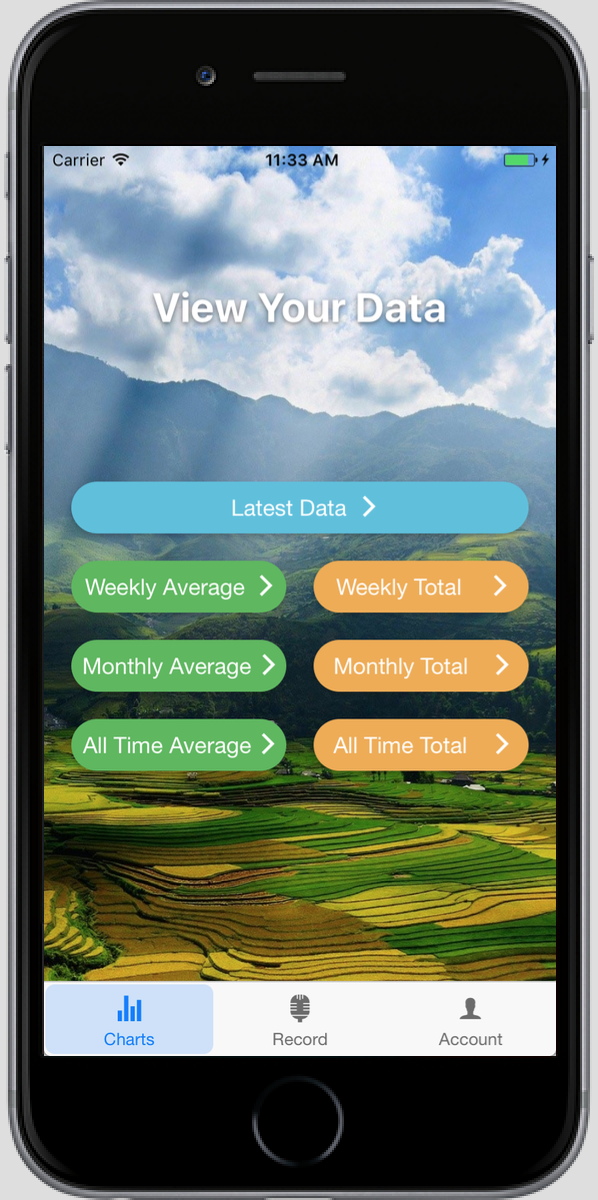 Carrier 11:33 AM
View Your Data
Latest Data
Weekly Average Weekly Total
Monthly Average Monthly Total
All Time Average All Time Total
Charts Record Account